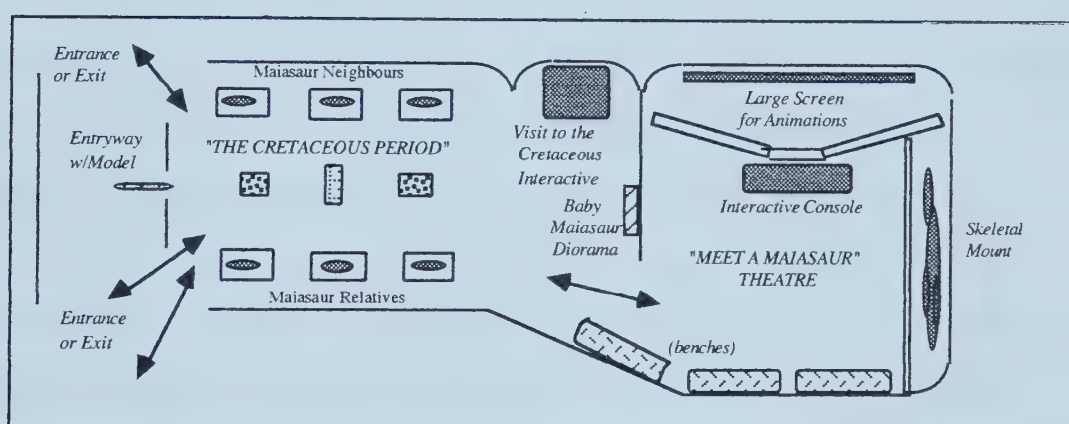 Entrance
or Exit
Maiasaur Neighbours
Entryway
w/Model
"THE CRETACEOUS PERIOD"
Visit to the
Cretaceous
Interactive
Baby
Maiasaur
Diorama
Large Screen
for Animations
Interactive Console
"MEET A MAIASAUR"
THEATRE
Skeletal
Mount
Maiasaur Relatives
Entrance
or Exit
(benches)